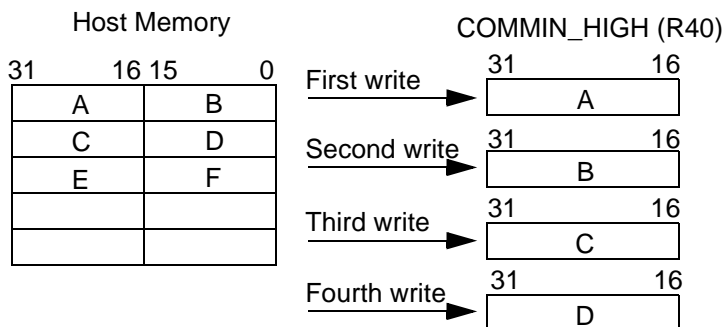 Host Memory
31 16 15 0
A B
C D
E F
COMMIN_HIGH (R40)
First write
31 16
A
Second write
31 16
B
Third write
31 16
C
Fourth write
31 16
D